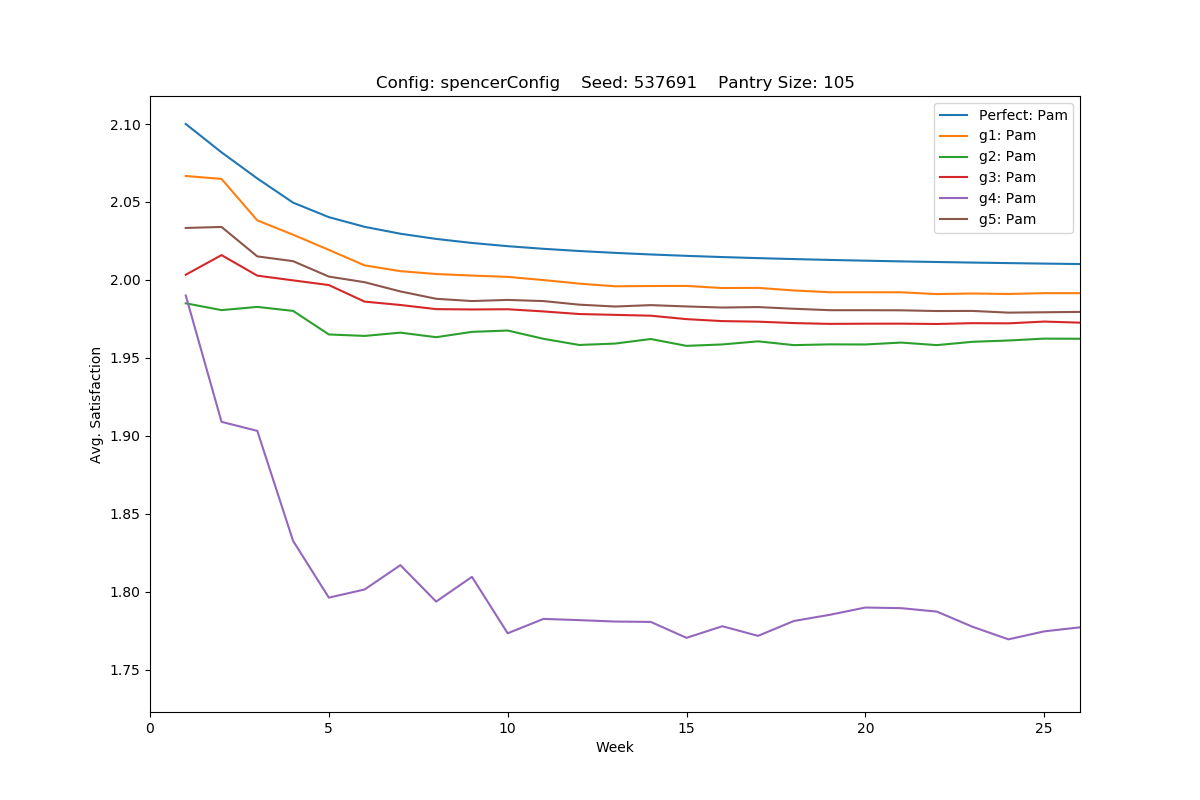 Config: spencerConfig    Seed: 537691    Pantry Size: 105
Perfect: Pam
g1: Pam
g2: Pam
g3: Pam
g4: Pam
g5: Pam
2.10
2.05
2.00
1.95
1.90
1.85
1.80
1.75
Avg. Satisfaction
0 5 10 15 20 25
Week